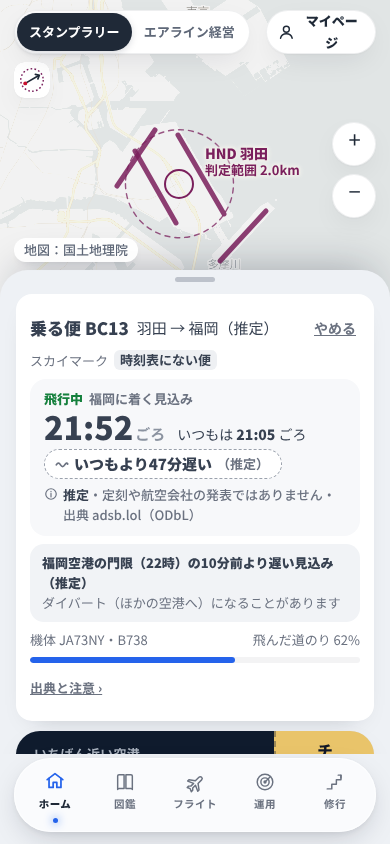 スタンプラリー
エアライン経営
マイペー
ジ
HND 羽田
判定範囲 2.0km
+
−
地図：国土地理院
多摩川
乗る便 BC13 羽田 → 福岡（推定）
やめる
スカイマーク 時刻表にない便
飛行中 福岡に着く見込み
21:52ごろ いつもは 21:05 ごろ
〜 いつもより47分遅い （推定）
推定・定刻や航空会社の発表ではありません・
出典 adsb.lol（ODbL）
福岡空港の門限（22時）の10分前より遅い見込み
（推定）
ダイバート（ほかの空港へ）になることがあります
機体 JA73NY・B738
飛んだ道のり 62%
出典と注意 ›
いちばん近い空港
ホーム
図鑑
フライト
運用
修行